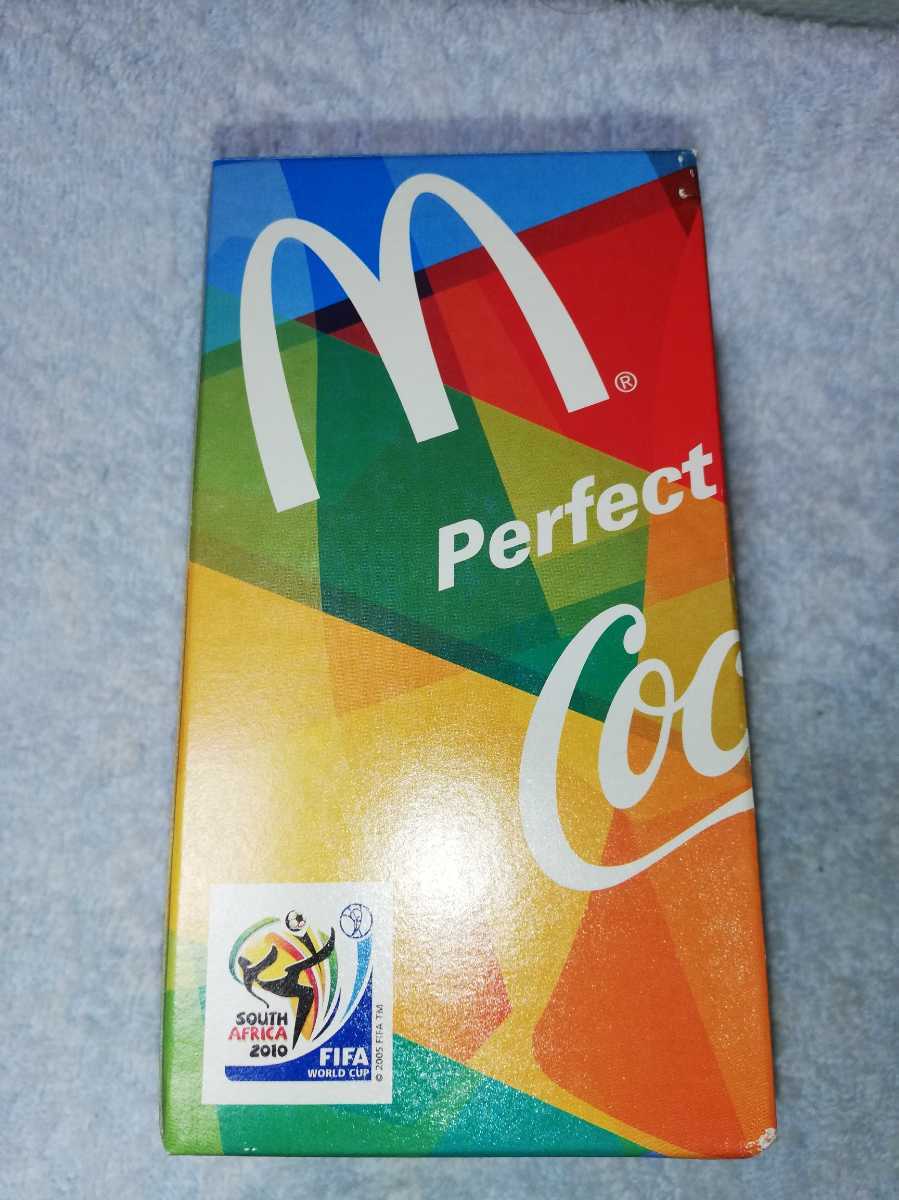 M®
Perfect
Coc
SOUTH
AFRICA
2010
FIFA
WORLD CUP
© 2005 FIFA TM